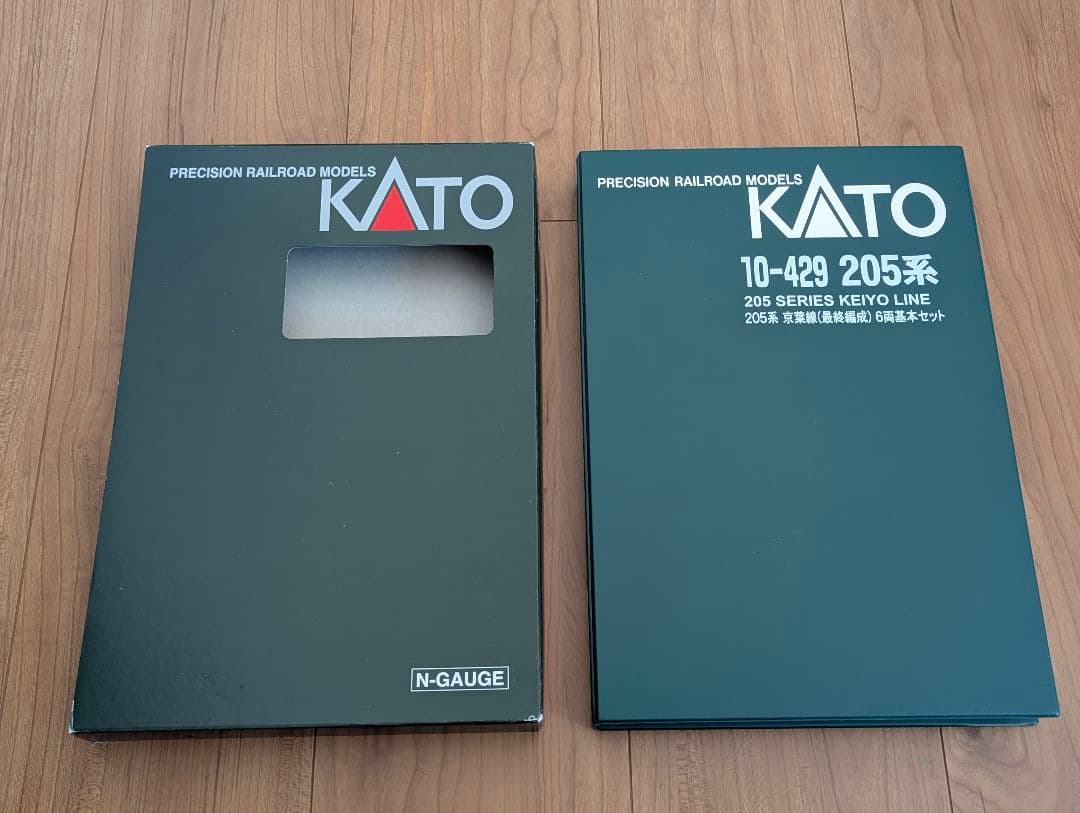 PRECISION RAILROAD MODELS
KATO
N-GAUGE
PRECISION RAILROAD MODELS
KATO
10-429 205系
205 SERIES KEIYO LINE
205系 京葉線(最終編成) 6両基本セット